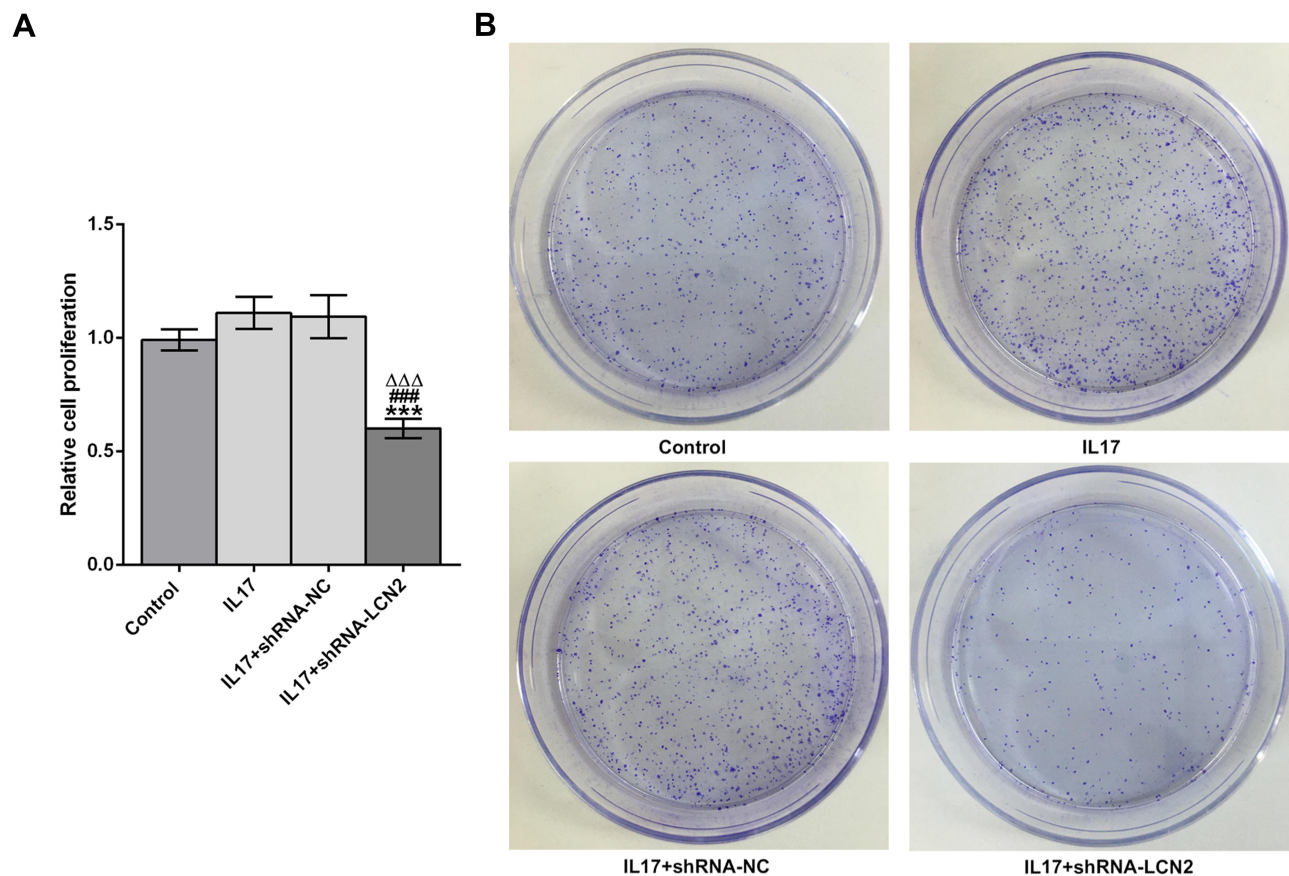 A
B
1.5
1.0
0.5
0.0
Relative cell proliferation
ΔΔΔ
###
***
Control
IL17
IL17+shRNA-NC
IL17+shRNA-LCN2
Control
IL17
IL17+shRNA-NC
IL17+shRNA-LCN2